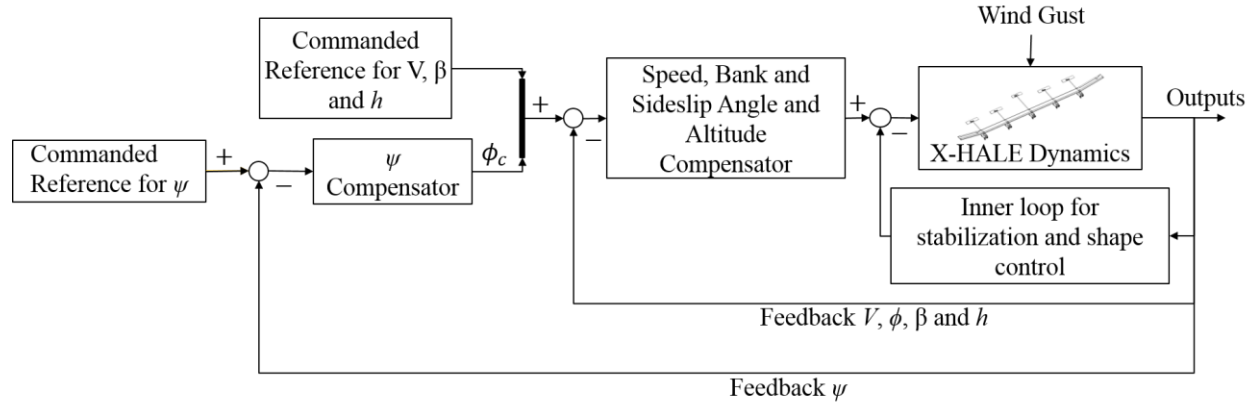 Wind Gust
Commanded
Reference for V, β
and h
Speed, Bank and
Sideslip Angle and
Altitude
Compensator
+
−
+
−
Outputs
X-HALE Dynamics
Commanded
Reference for ψ
+
−
ψ
Compensator
ϕc
Inner loop for
stabilization and shape
control
Feedback V, ϕ, β and h
Feedback ψ